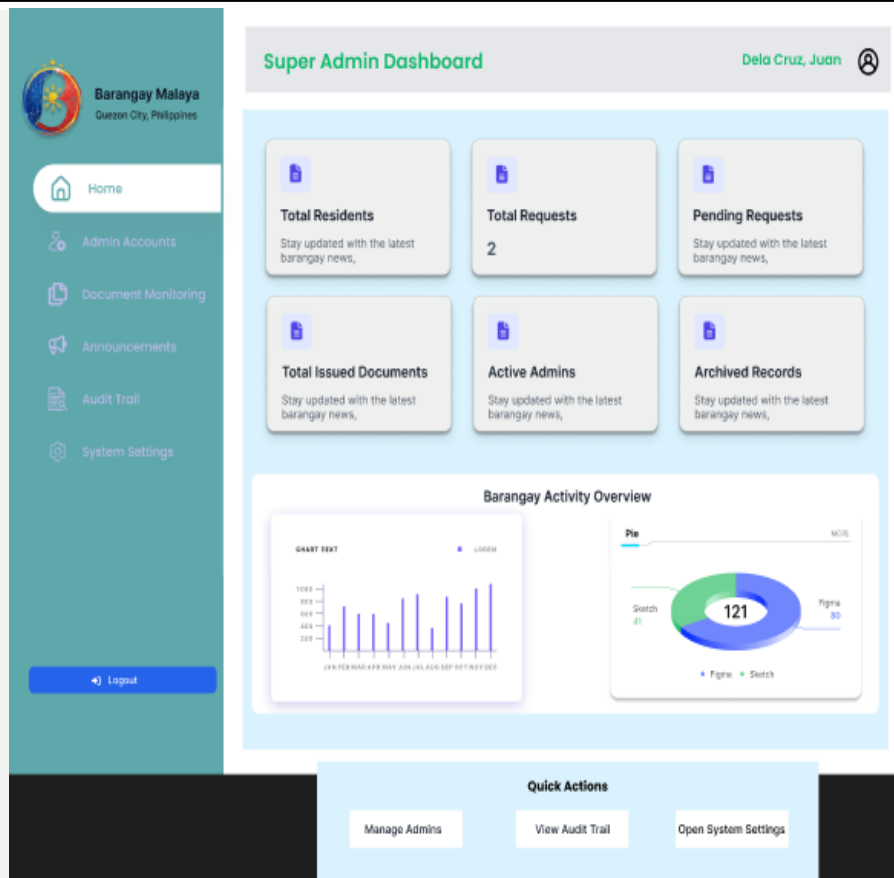 Super Admin Dashboard
Dela Cruz, Juan
Barangay Malaya
Quezon City, Philippines
Home
Admin Accounts
Document Monitoring
Announcements
Audit Trail
System Settings
Logout
Total Residents
Stay updated with the latest
barangay news,
Total Requests
2
Pending Requests
Stay updated with the latest
barangay news,
Total Issued Documents
Stay updated with the latest
barangay news,
Active Admins
Stay updated with the latest
barangay news,
Archived Records
Stay updated with the latest
barangay news,
Barangay Activity Overview
CHART TEXT
LOREM
1000
800
600
400
200
JAN FEB MAR APR MAY JUN JUL AUG SEP OCT NOV DEC
Pie
MORE
Sketch
41
121
Figma
80
Figma
Sketch
Quick Actions
Manage Admins
View Audit Trail
Open System Settings